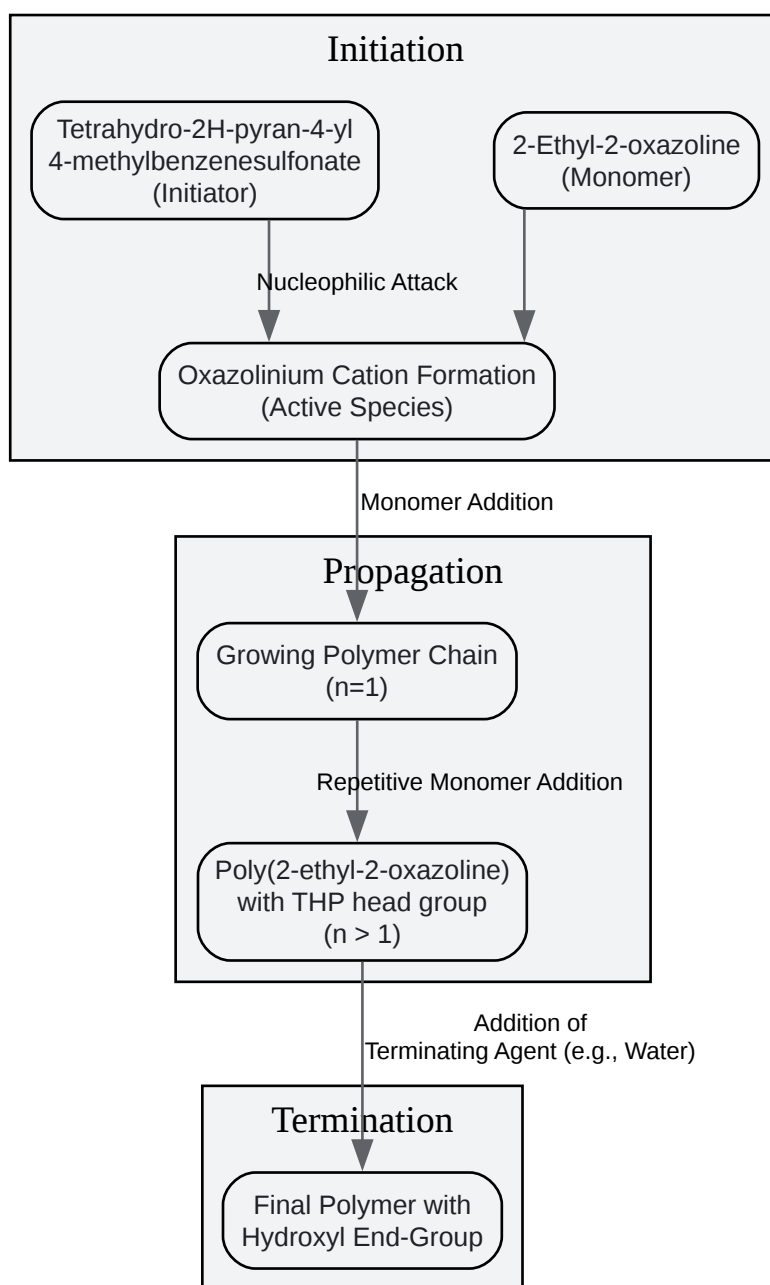 Initiation
Tetrahydro-2H-pyran-4-yl
4-methylbenzenesulfonate
(Initiator)
2-Ethyl-2-oxazoline
(Monomer)
Nucleophilic Attack
Oxazolinium Cation Formation
(Active Species)
Monomer Addition
Propagation
Growing Polymer Chain
(n=1)
Repetitive Monomer Addition
Poly(2-ethyl-2-oxazoline)
with THP head group
(n > 1)
Addition of
Terminating Agent (e.g., Water)
Termination
Final Polymer with
Hydroxyl End-Group